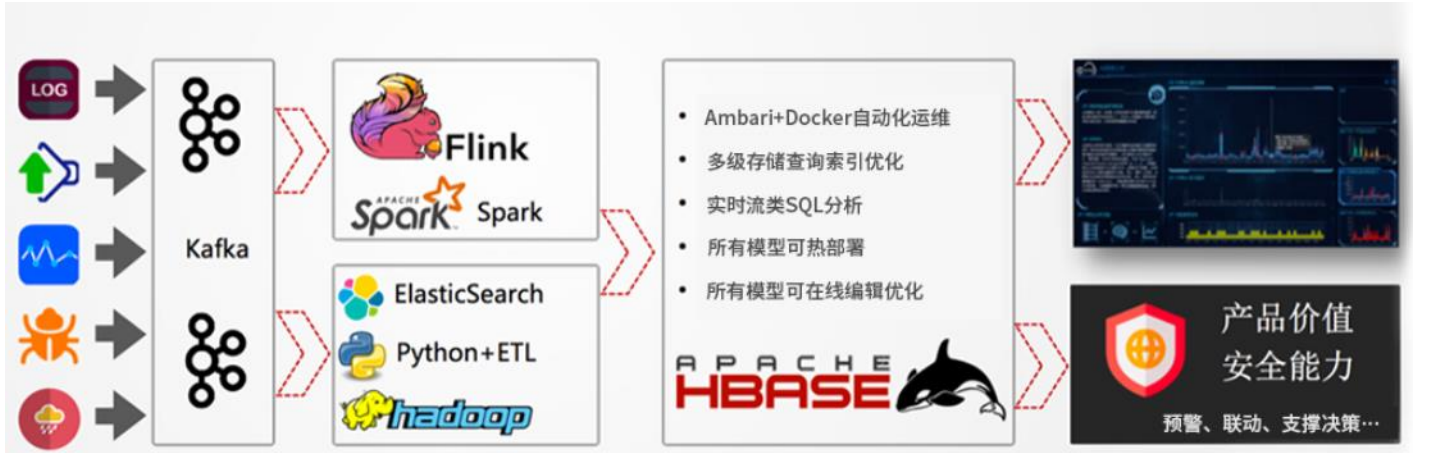 LOG
Kafka
Flink
APACHE
Spark
Spark
ElasticSearch
Python+ETL
hadoop
• Ambari+Docker自动化运维
• 多级存储查询索引优化
• 实时流类SQL分析
• 所有模型可热部署
• 所有模型可在线编辑优化
APACHE
HBASE
产品价值
安全能力
预警、联动、支撑决策…